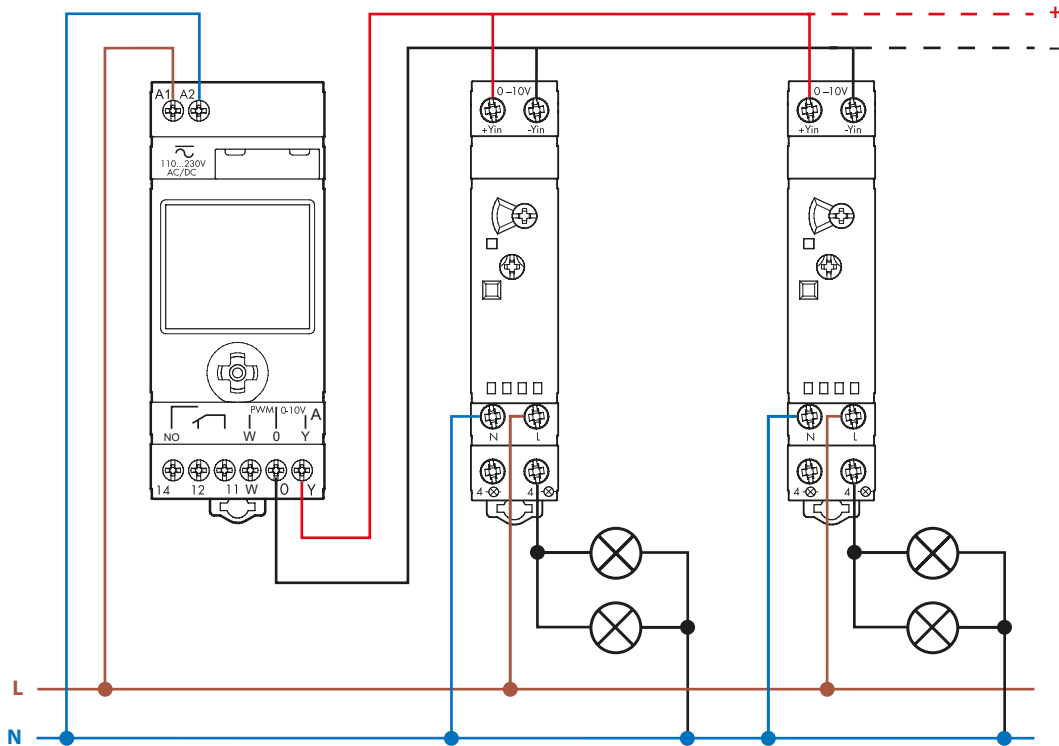 +
–
A1 A2
110...230V
AC/DC
PWM 0-10V A
NO W 0 Y
14 12 11 W O Y
0–10V
+Yin -Yin
N L
4 4
0–10V
+Yin -Yin
N L
4 4
L
N